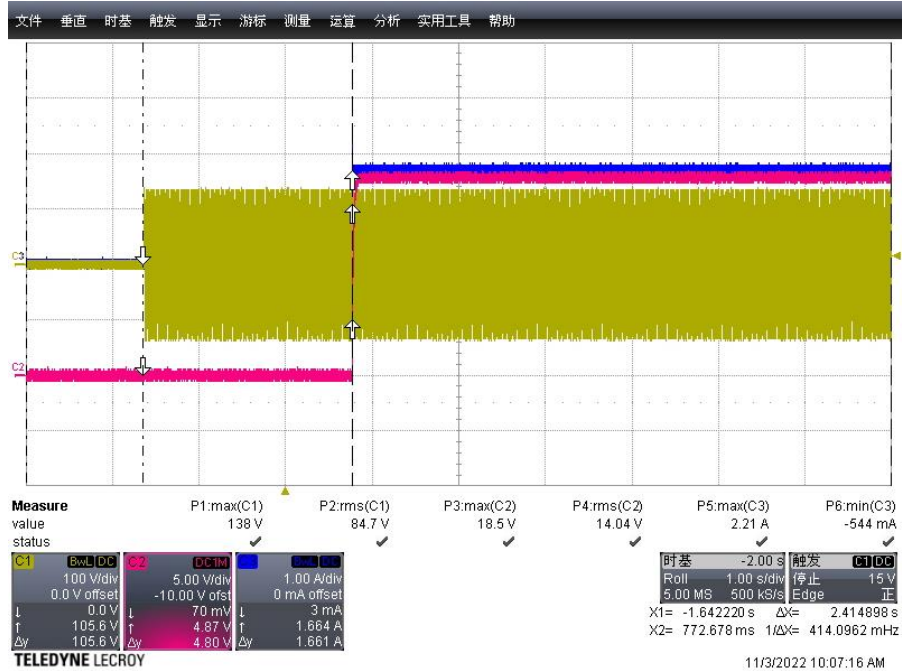 文件 垂直 时基 触发 显示 游标 测量 运算 分析 实用工具 帮助
C3
C2
Measure P1:max(C1) P2:rms(C1) P3:max(C2) P4:rms(C2) P5:max(C3) P6:min(C3)
value 138 V 84.7 V 18.5 V 14.04 V 2.21 A -544 mA
status
C1 BwL DC C2 DC1M
100 V/div 5.00 V/div 1.00 A/div
0.0 V offset -10.00 V ofst 0 mA offset
↓ 0.0 V ↓ 70 mV ↓ 3 mA
↑ 105.6 V ↑ 4.87 V ↑ 1.664 A
Δy 105.6 V Δy 4.80 V Δy 1.661 A
时基 -2.00 s 触发 C1 DC
Roll 1.00 s/div 停止 15 V
5.00 MS 500 kS/s Edge 正
X1= -1.642220 s ΔX= 2.414898 s
X2= 772.678 ms 1/ΔX= 414.0962 mHz
TELEDYNE LECROY 11/3/2022 10:07:16 AM